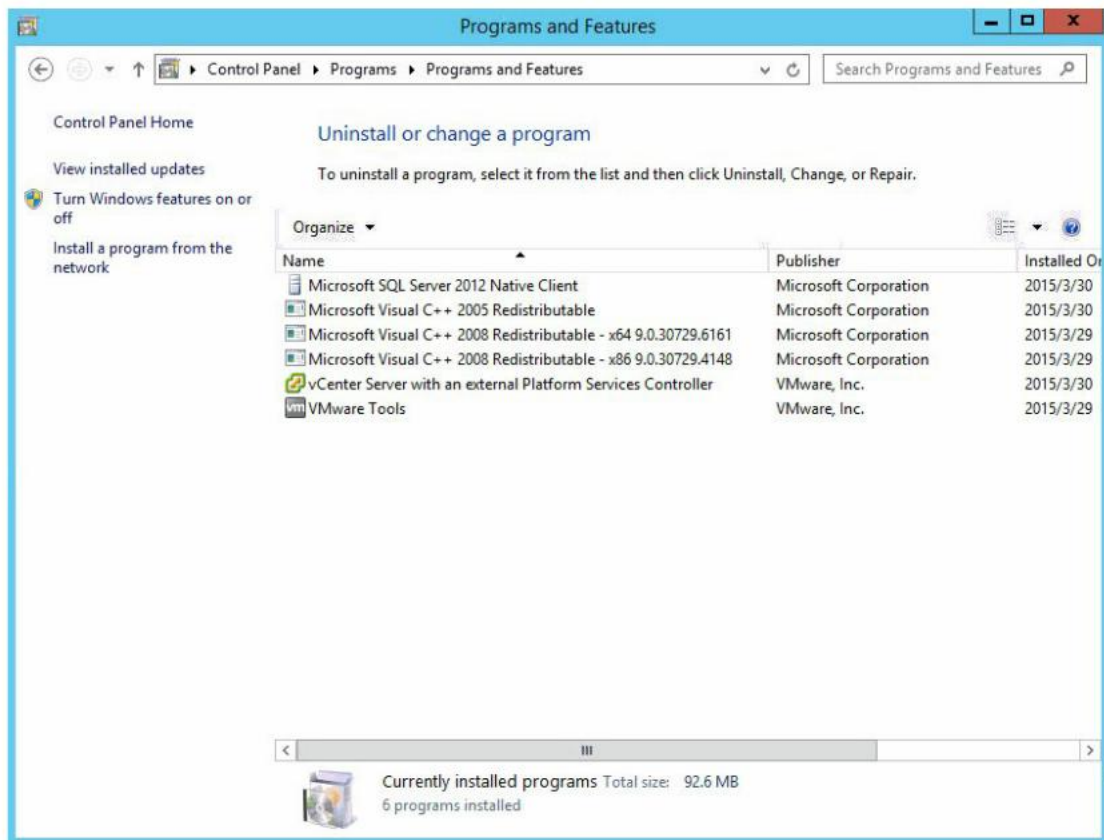 Programs and Features
Control Panel Programs Programs and Features
Search Programs and Features
Control Panel Home
View installed updates
Turn Windows features on or
off
Install a program from the
network
Uninstall or change a program
To uninstall a program, select it from the list and then click Uninstall, Change, or Repair.
Organize
Name Publisher Installed Or
Microsoft SQL Server 2012 Native Client Microsoft Corporation 2015/3/30
Microsoft Visual C++ 2005 Redistributable Microsoft Corporation 2015/3/30
Microsoft Visual C++ 2008 Redistributable - x64 9.0.30729.6161 Microsoft Corporation 2015/3/29
Microsoft Visual C++ 2008 Redistributable - x86 9.0.30729.4148 Microsoft Corporation 2015/3/29
vCenter Server with an external Platform Services Controller VMware, Inc. 2015/3/30
vm VMware Tools VMware, Inc. 2015/3/29
Currently installed programs Total size: 92.6 MB
6 programs installed